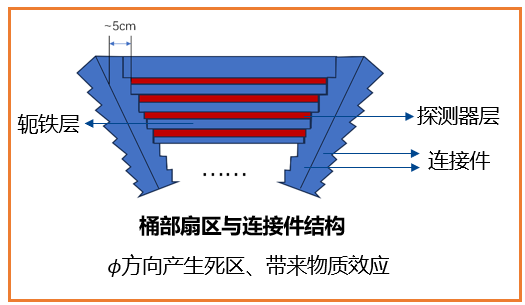 ~5cm
轭铁层
探测器层
连接件
......
桶部扇区与连接件结构
ϕ方向产生死区、带来物质效应